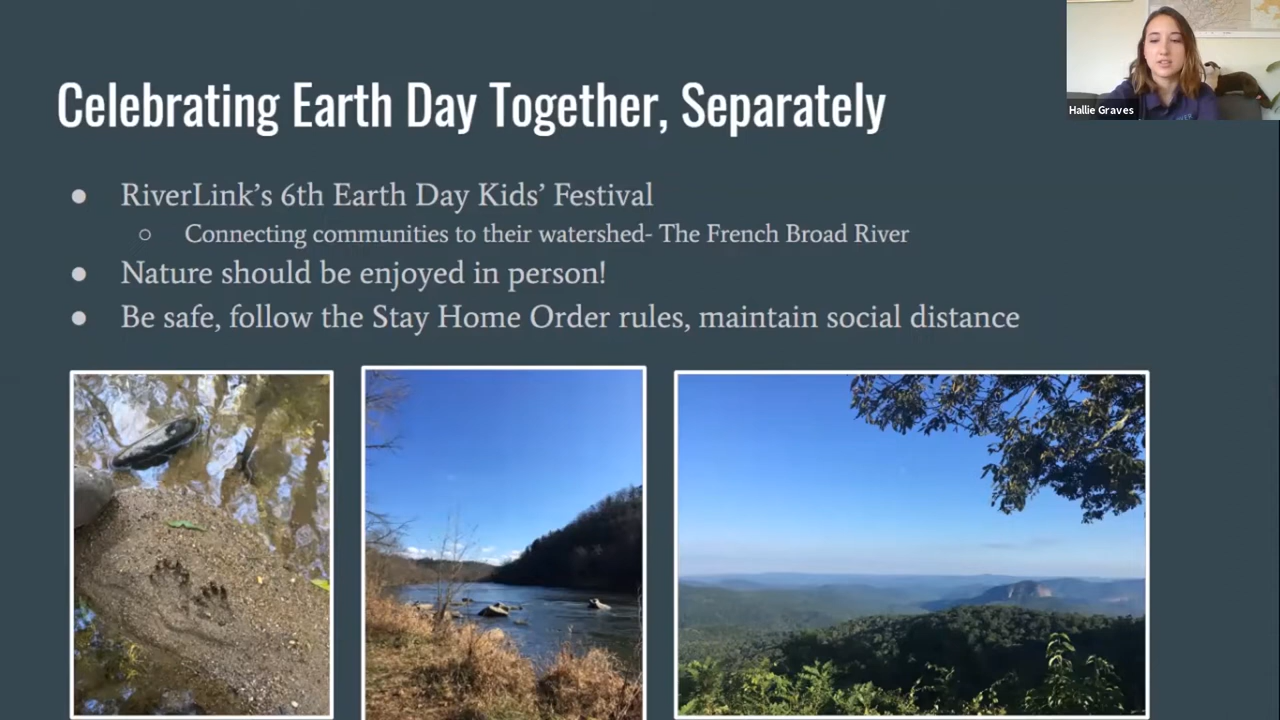 Celebrating Earth Day Together, Separately
Hallie Graves
● RiverLink's 6th Earth Day Kids' Festival
○ Connecting communities to their watershed- The French Broad River
● Nature should be enjoyed in person!
● Be safe, follow the Stay Home Order rules, maintain social distance